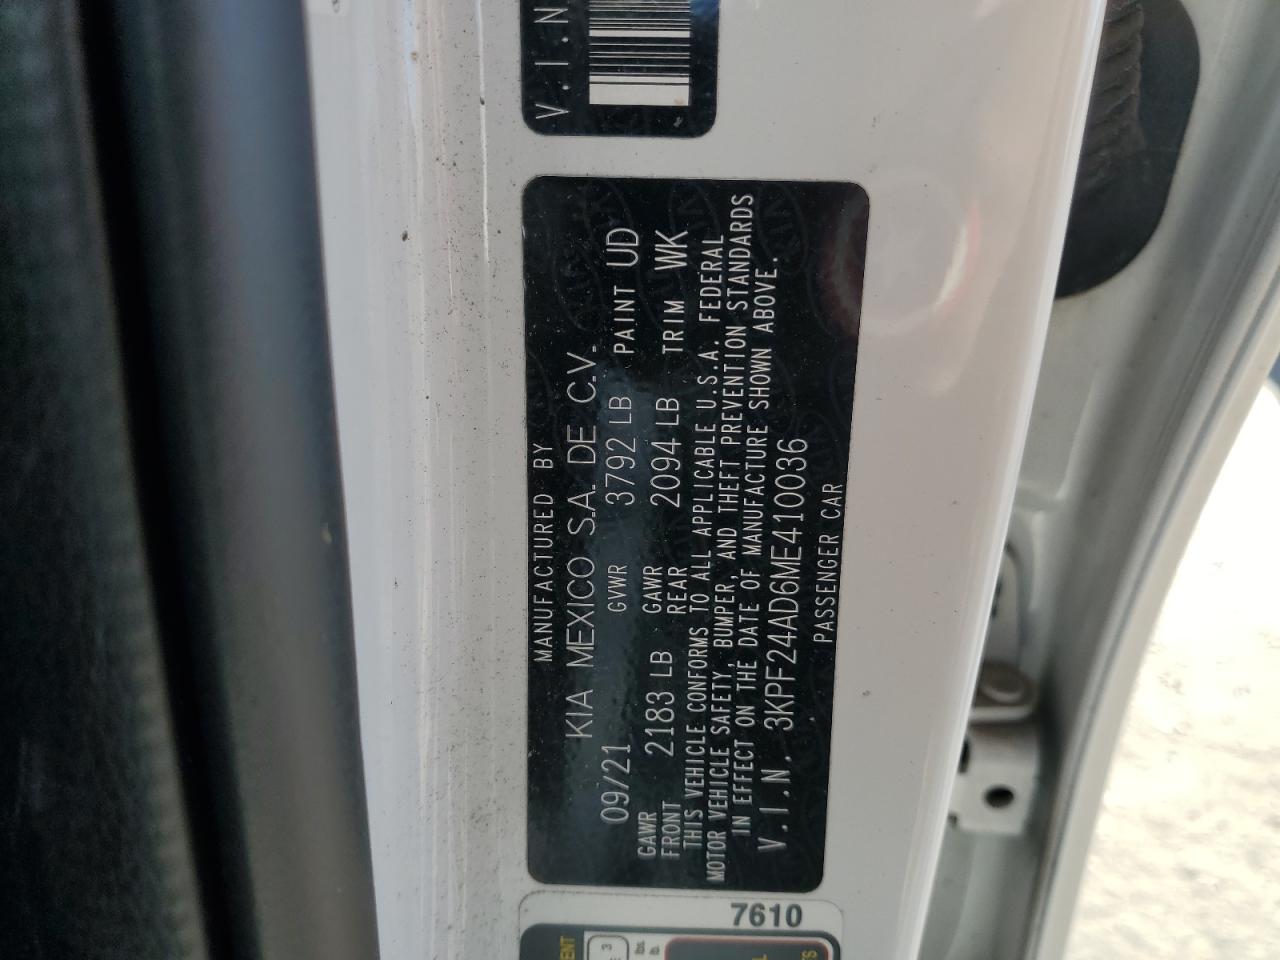 V.I.N
MANUFACTURED BY
KIA MEXICO S.A. DE C.V.
09/21 GVWR 3792 LB PAINT UD
GAWR FRONT 2183 LB GAWR REAR 2094 LB TRIM WK
THIS VEHICLE CONFORMS TO ALL APPLICABLE U.S.A. FEDERAL
MOTOR VEHICLE SAFETY, BUMPER, AND THEFT PREVENTION STANDARDS
IN EFFECT ON THE DATE OF MANUFACTURE SHOWN ABOVE.
V.I.N. 3KPF24AD6ME410036
PASSENGER CAR
7610